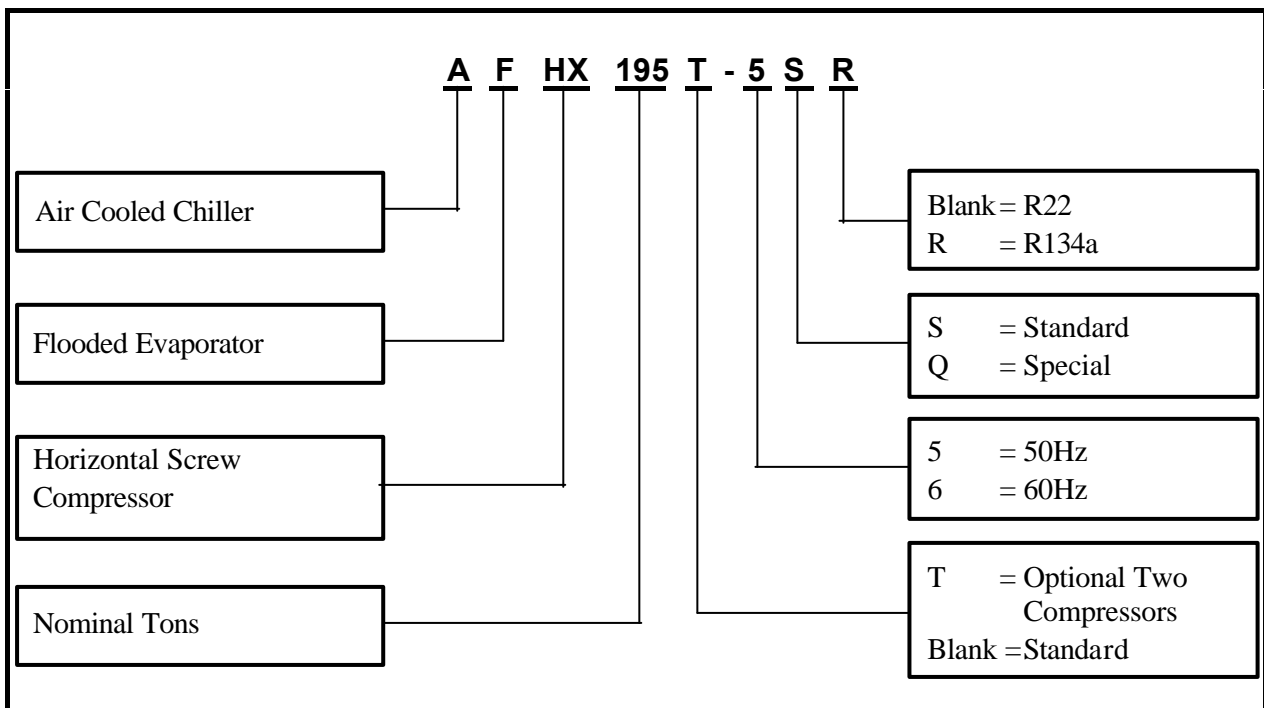 A F HX 195 T - 5 S R
Air Cooled Chiller
Flooded Evaporator
Horizontal Screw
Compressor
Nominal Tons
Blank = R22
R = R134a
S = Standard
Q = Special
5 = 50Hz
6 = 60Hz
T = Optional Two
Compressors
Blank =Standard